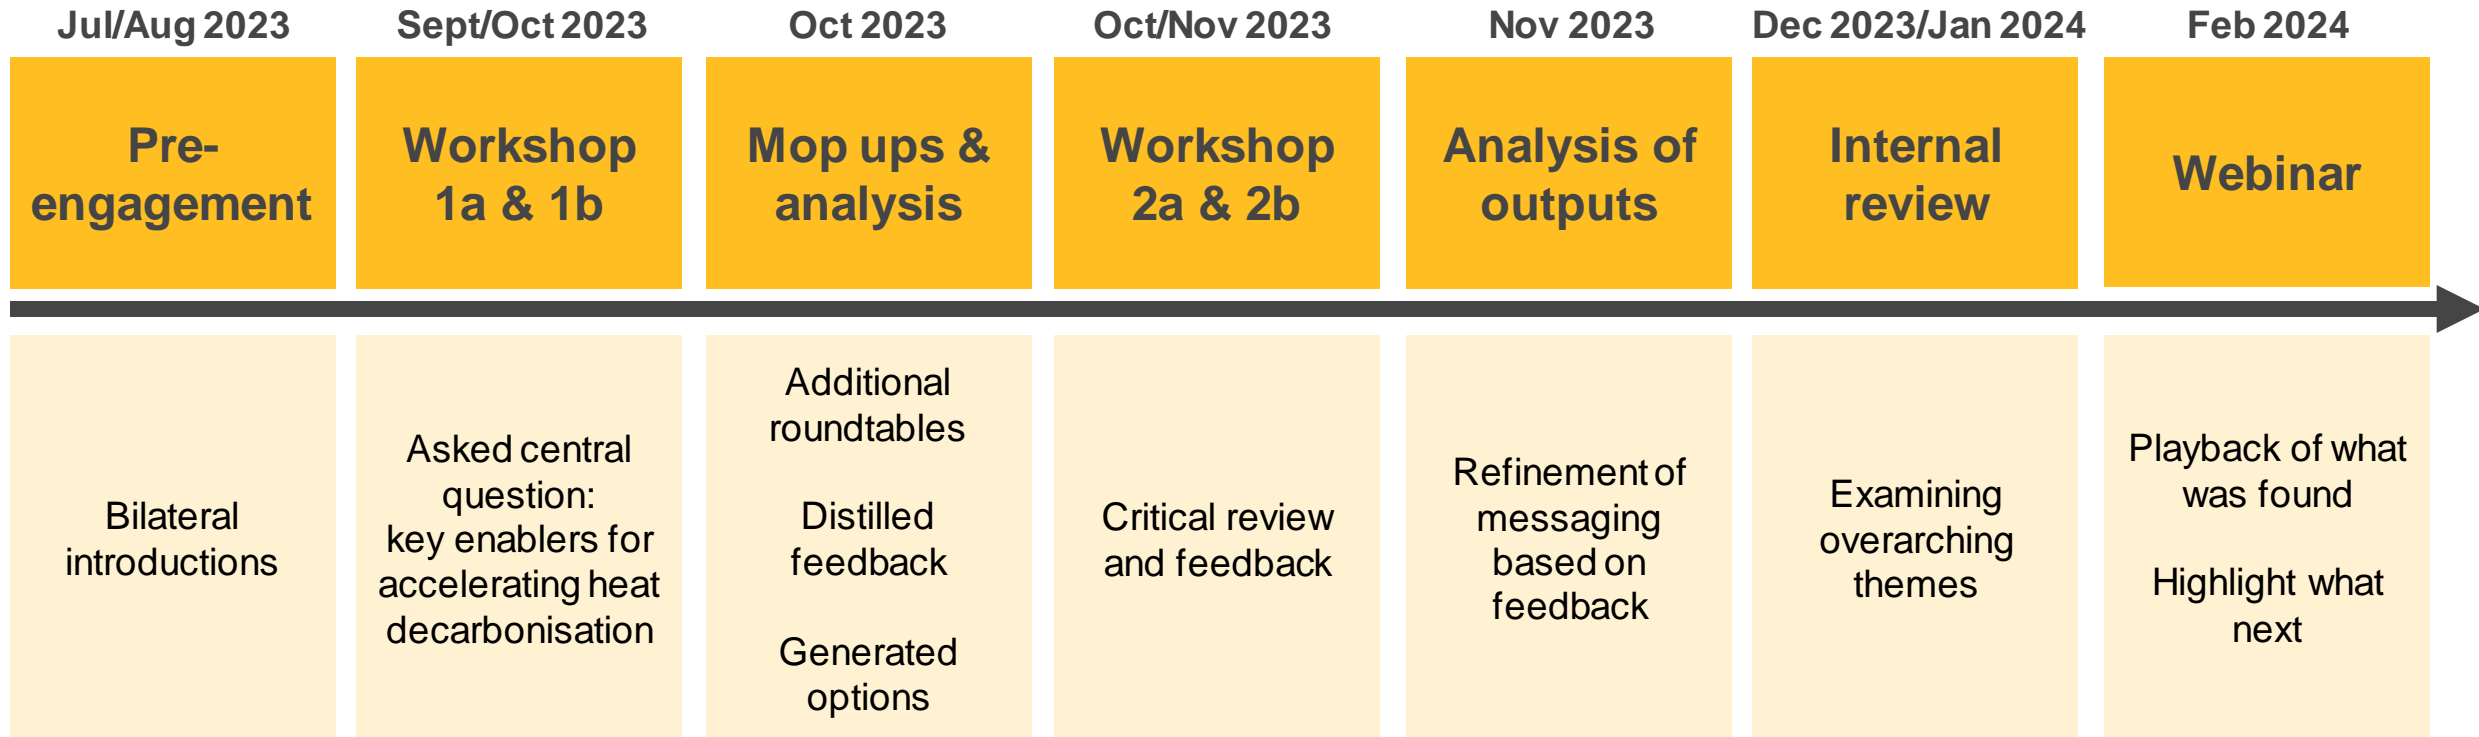 Jul/Aug 2023
Sept/Oct 2023
Oct 2023
Oct/Nov 2023
Nov 2023
Dec 2023/Jan 2024
Feb 2024
Pre-
engagement
Workshop
1a & 1b
Mop ups &
analysis
Workshop
2a & 2b
Analysis of
outputs
Internal
review
Webinar
Bilateral
introductions
Asked central
question:
key enablers for
accelerating heat
decarbonisation
Additional
roundtables
Distilled
feedback
Generated
options
Critical review
and feedback
Refinement of
messaging
based on
feedback
Examining
overarching
themes
Playback of what
was found
Highlight what
next